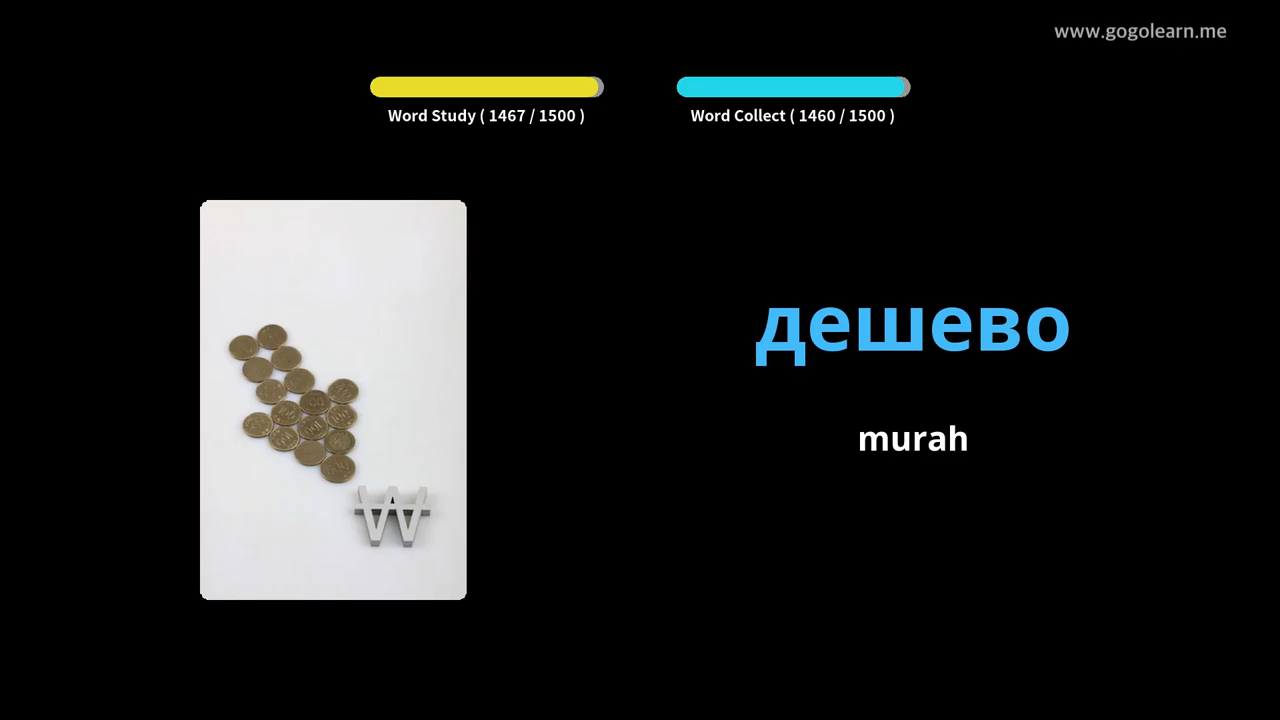 www.gogolearn.me
Word Study ( 1467 / 1500 )
Word Collect ( 1460 / 1500 )
дешево
murah
₩